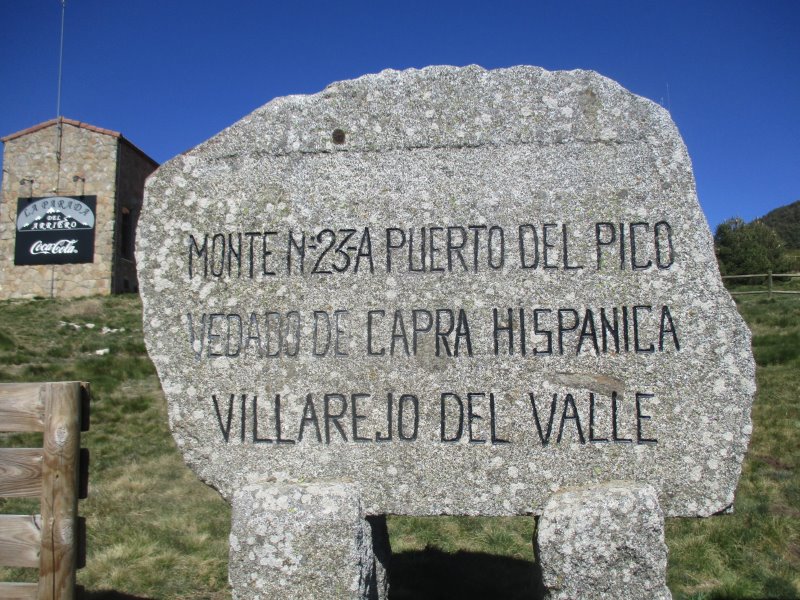 LA PARADA
DEL
ARRIERO
Coca-Cola
MONTE Nº-23-A PUERTO DEL PICO
VEDADO DE CAPRA HISPANICA
VILLAREJO DEL VALLE